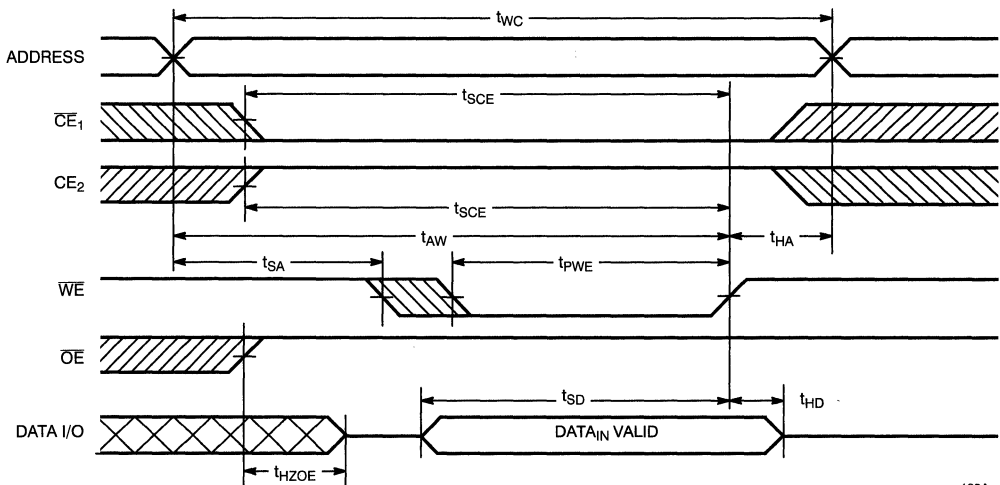 tWC
ADDRESS
tSCE
CE1
CE2
tSCE
tAW
tHA
tSA
tPWE
WE
OE
tSD
tHD
DATA I/O
DATAIN VALID
tHZOE